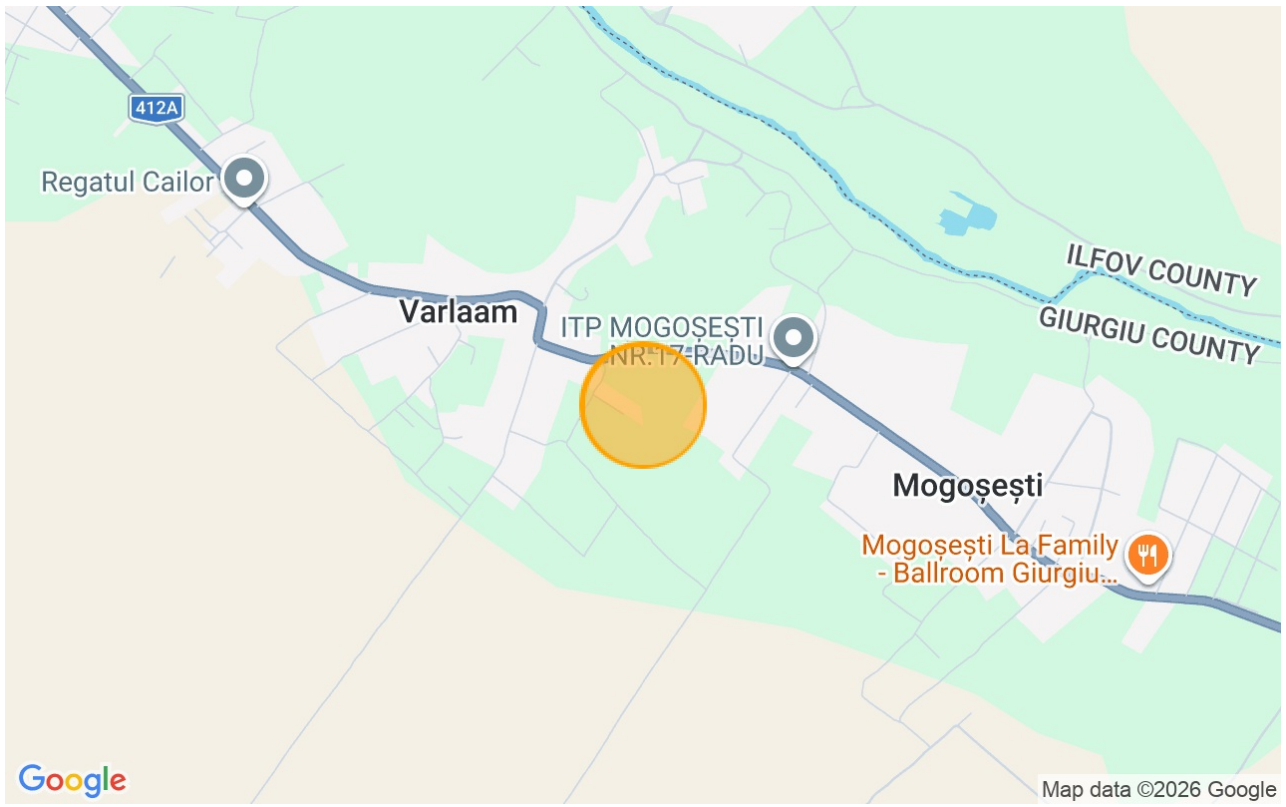 412A
Regatul Cailor
ILFOV COUNTY
GIURGIU COUNTY
Varlaam
ITP MOGOȘEȘTI
NR.17-RADU
Mogoșești
Mogoșești La Family
- Ballroom Giurgiu...
Google
Map data ©2026 Google